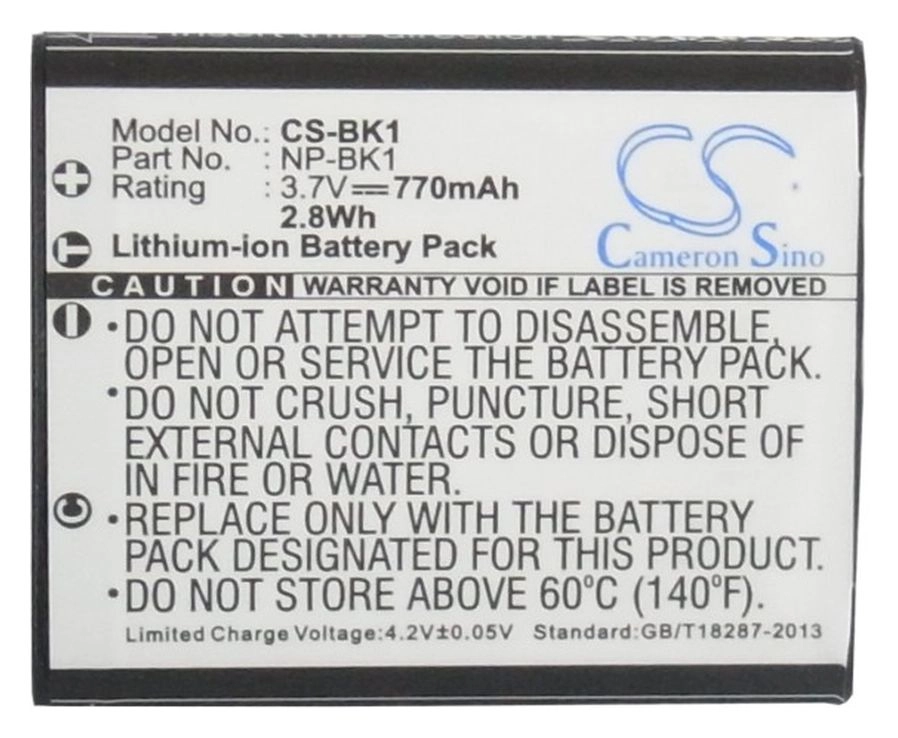 Insert this direction
Model No.: CS-BK1
Part No. : NP-BK1
Rating : 3.7V⎓770mAh
2.8Wh
Lithium-ion Battery Pack
CS
Cameron Sino
CAUTION WARRANTY VOID IF LABEL IS REMOVED
•DO NOT ATTEMPT TO DISASSEMBLE,
OPEN OR SERVICE THE BATTERY PACK.
•DO NOT CRUSH, PUNCTURE, SHORT
EXTERNAL CONTACTS OR DISPOSE OF
IN FIRE OR WATER.
•REPLACE ONLY WITH THE BATTERY
PACK DESIGNATED FOR THIS PRODUCT.
•DO NOT STORE ABOVE 60°C (140°F).
Limited Charge Voltage:4.2V±0.05V Standard:GB/T18287-2013